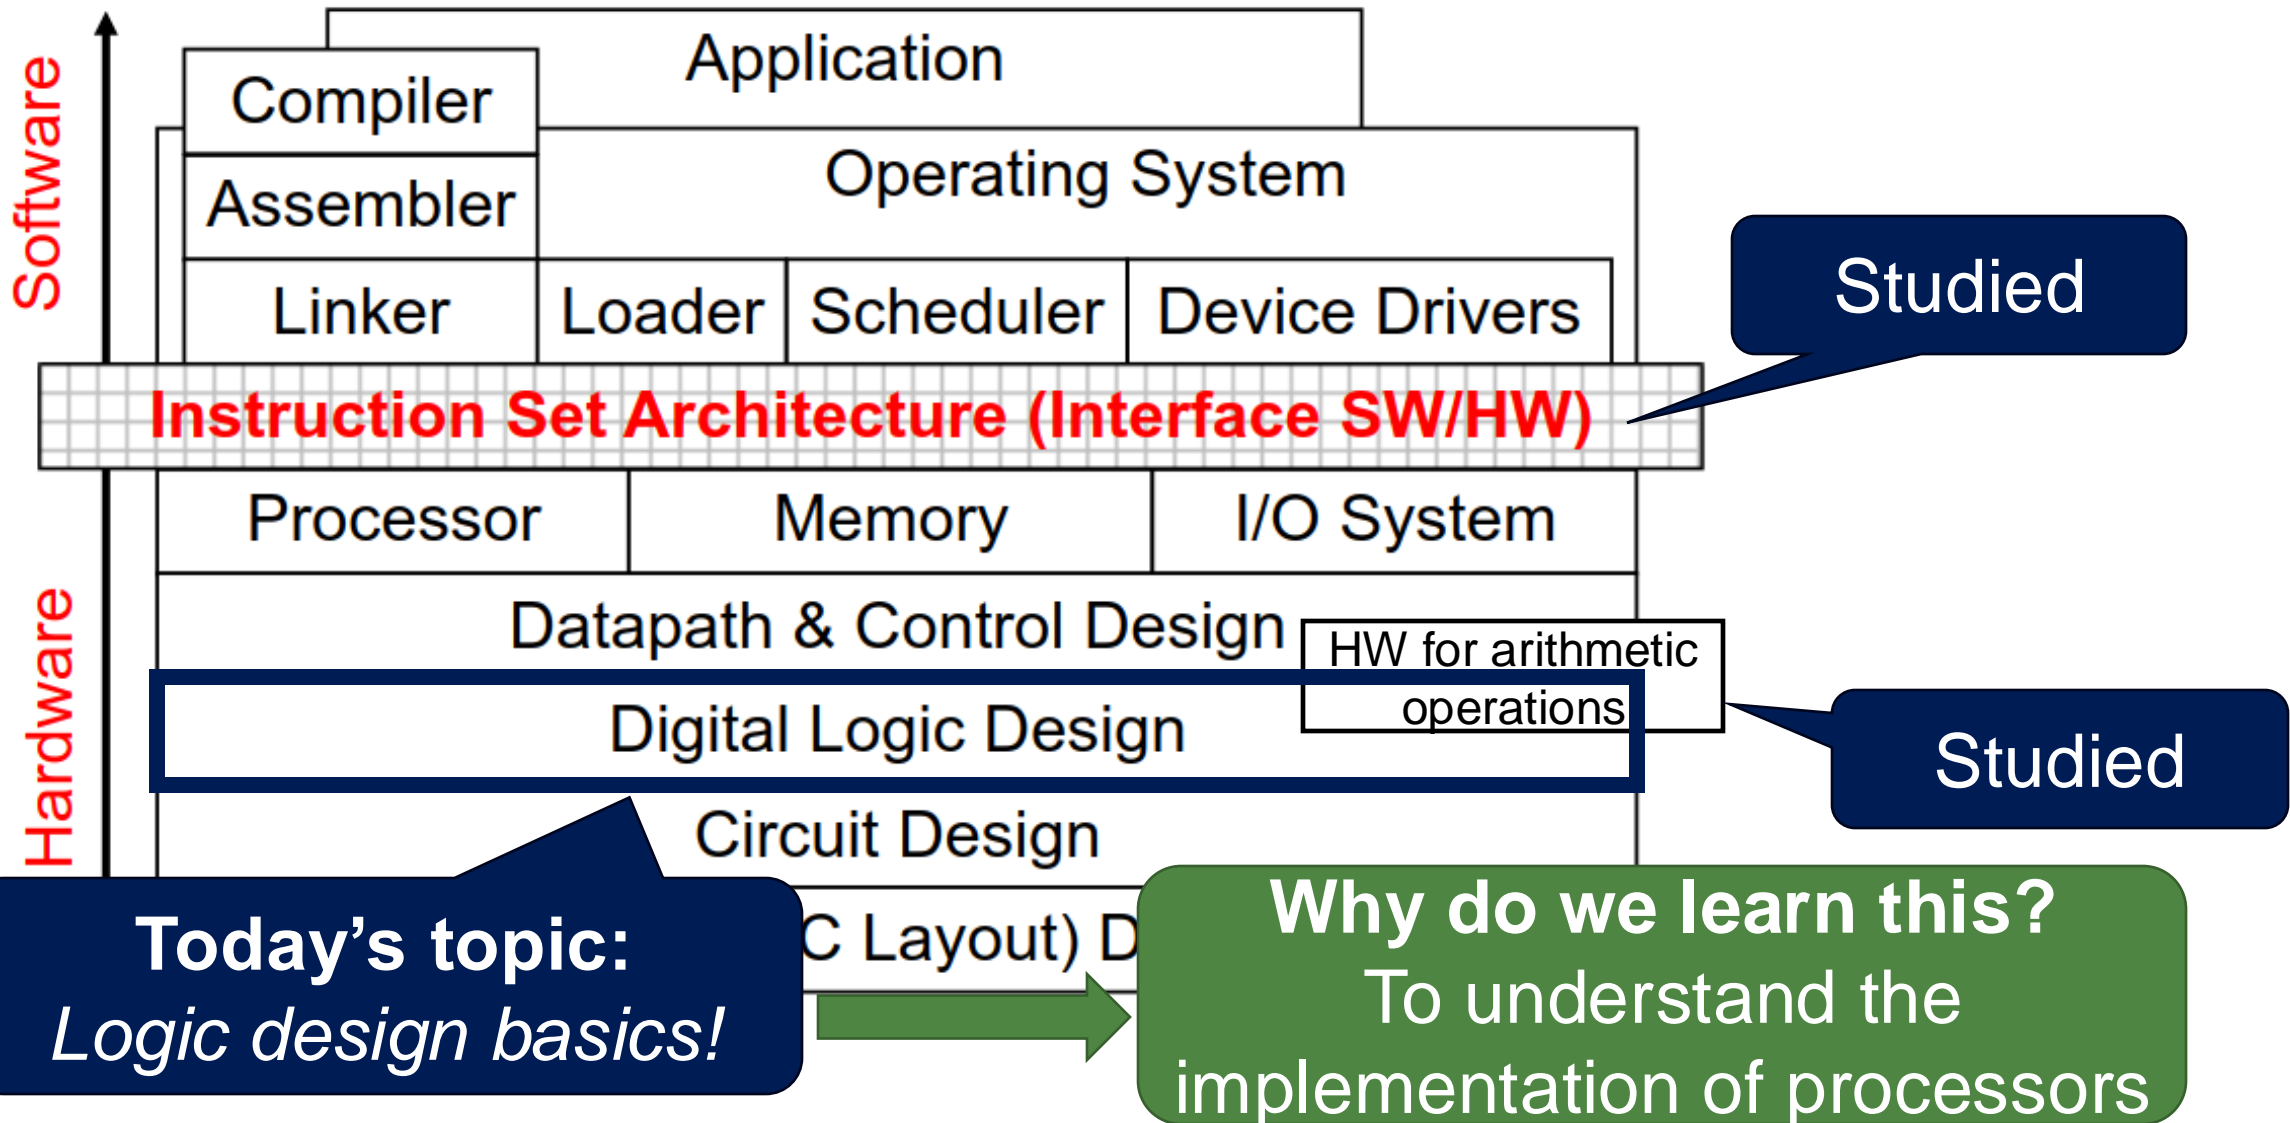 Software
Application
Compiler
Operating System
Assembler
Linker
Loader
Scheduler
Device Drivers
Studied
Instruction Set Architecture (Interface SW/HW)
Processor
Memory
I/O System
Hardware
Datapath & Control Design
HW for arithmetic
operations
Digital Logic Design
Studied
Circuit Design
C Layout) D
Today's topic:
Logic design basics!
Why do we learn this?
To understand the
implementation of processors